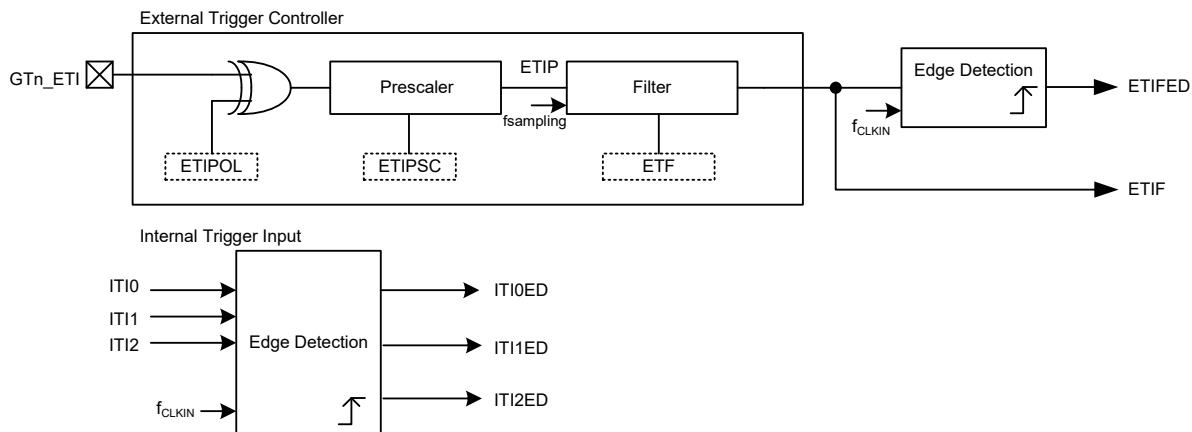 External Trigger Controller
GTn_ETI
ETIPOL
Prescaler
ETIPSC
ETIP
fsampling
Filter
ETF
Edge Detection
fCLKIN
ETIFED
ETIF
Internal Trigger Input
ITI0
ITI1
ITI2
fCLKIN
Edge Detection
ITI0ED
ITI1ED
ITI2ED